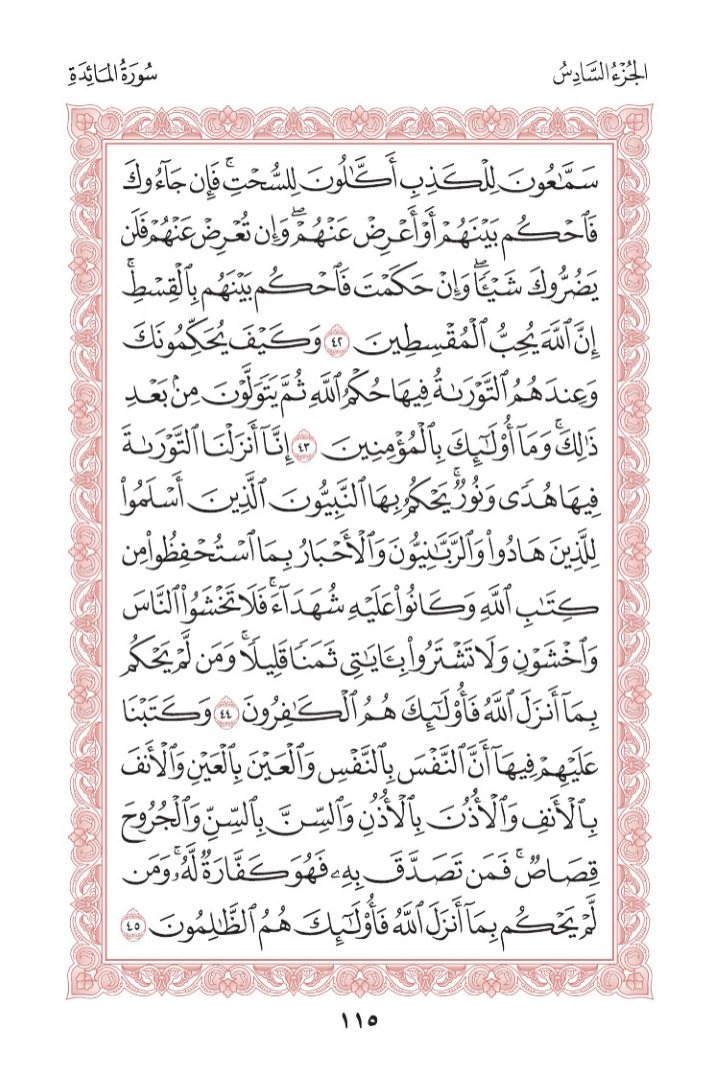 الجُزْءُ السَّادِسُ
سُورَةُ المَائِدَةِ
سَمَّٰعُونَ لِلْكَذِبِ أَكَّٰلُونَ لِلسُّحْتِۚ فَإِن جَآءُوكَ
فَٱحْكُم بَيْنَهُمْ أَوْ أَعْرِضْ عَنْهُمْۖ وَإِن تُعْرِضْ عَنْهُمْ فَلَن
يَضُرُّوكَ شَيْـًٔاۖ وَإِنْ حَكَمْتَ فَٱحْكُم بَيْنَهُم بِٱلْقِسْطِۚ
إِنَّ ٱللَّهَ يُحِبُّ ٱلْمُقْسِطِينَ ٤٢ وَكَيْفَ يُحَكِّمُونَكَ
وَعِندَهُمُ ٱلتَّوْرَىٰةُ فِيهَا حُكْمُ ٱللَّهِ ثُمَّ يَتَوَلَّوْنَ مِنۢ بَعْدِ
ذَٰلِكَۚ وَمَآ أُو۟لَٰٓئِكَ بِٱلْمُؤْمِنِينَ ٤٣ إِنَّآ أَنزَلْنَا ٱلتَّوْرَىٰةَ
فِيهَا هُدًى وَنُورٌۚ يَحْكُمُ بِهَا ٱلنَّبِيُّونَ ٱلَّذِينَ أَسْلَمُوا۟
لِلَّذِينَ هَادُوا۟ وَٱلرَّبَّٰنِيُّونَ وَٱلْأَحْبَارُ بِمَا ٱسْتُحْفِظُوا۟ مِن
كِتَٰبِ ٱللَّهِ وَكَانُوا۟ عَلَيْهِ شُهَدَآءَۚ فَلَا تَخْشَوُا۟ ٱلنَّاسَ
وَٱخْشَوْنِ وَلَا تَشْتَرُوا۟ بِـَٔايَٰتِى ثَمَنًا قَلِيلًاۚ وَمَن لَّمْ يَحْكُم
بِمَآ أَنزَلَ ٱللَّهُ فَأُو۟لَٰٓئِكَ هُمُ ٱلْكَٰفِرُونَ ٤٤ وَكَتَبْنَا
عَلَيْهِمْ فِيهَآ أَنَّ ٱلنَّفْسَ بِٱلنَّفْسِ وَٱلْعَيْنَ بِٱلْعَيْنِ وَٱلْأَنفَ
بِٱلْأَنفِ وَٱلْأُذُنَ بِٱلْأُذُنِ وَٱلسِّنَّ بِٱلسِّنِّ وَٱلْجُرُوحَ
قِصَاصٌۚ فَمَن تَصَدَّقَ بِهِۦ فَهُوَ كَفَّارَةٌ لَّهُۥۚ وَمَن
لَّمْ يَحْكُم بِمَآ أَنزَلَ ٱللَّهُ فَأُو۟لَٰٓئِكَ هُمُ ٱلظَّٰلِمُونَ ٤٥
١١٥